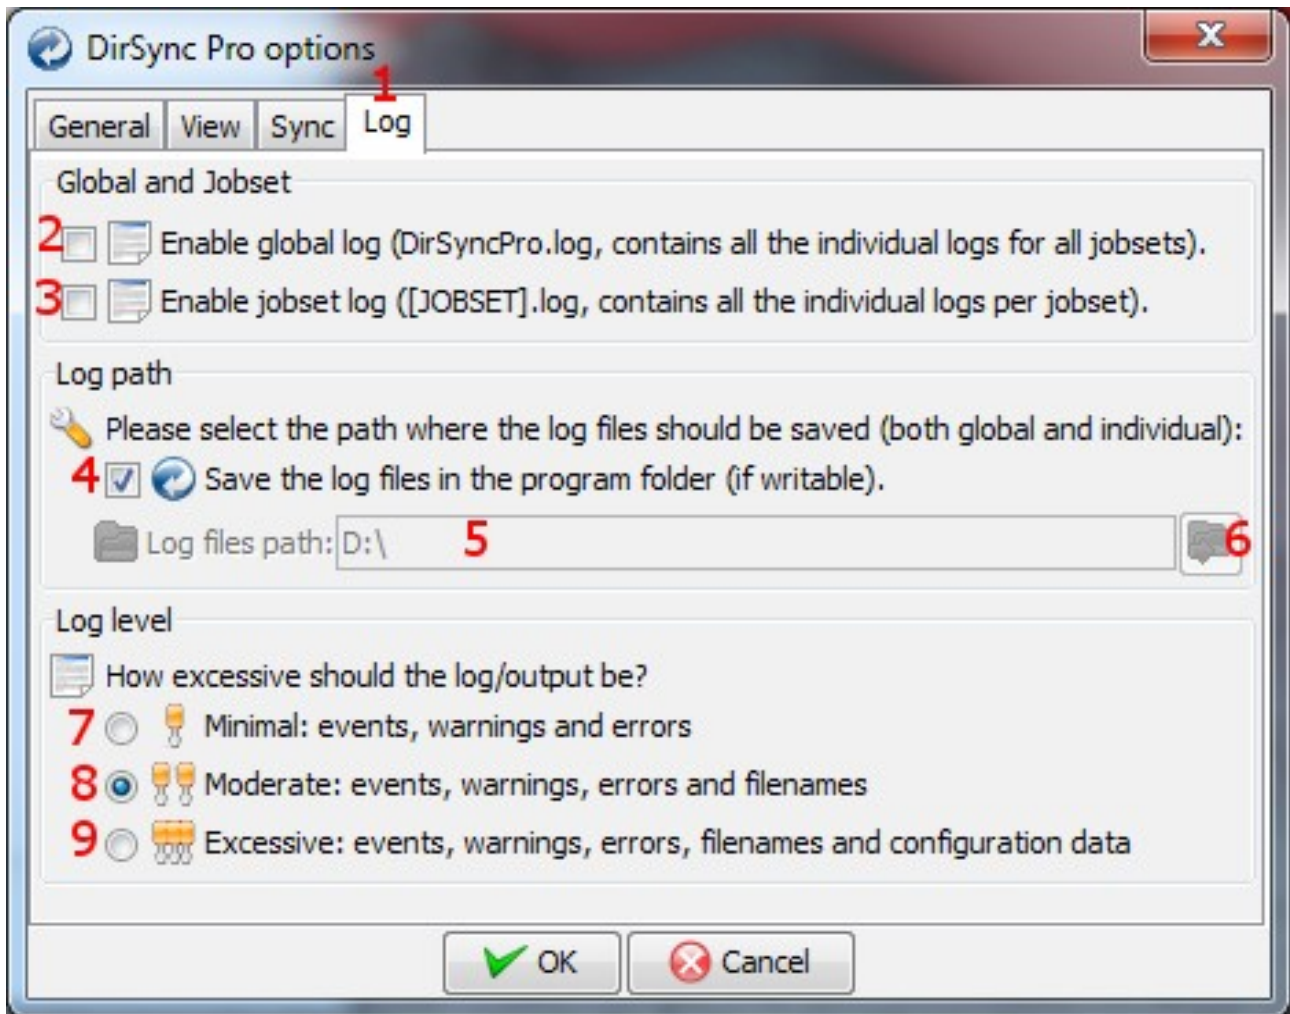 DirSync Pro options
1
General View Sync Log
Global and Jobset
2 Enable global log (DirSyncPro.log, contains all the individual logs for all jobsets).
3 Enable jobset log ([JOBSET].log, contains all the individual logs per jobset).
Log path
Please select the path where the log files should be saved (both global and individual):
4 Save the log files in the program folder (if writable).
Log files path: D:\ 5 6
Log level
How excessive should the log/output be?
7 Minimal: events, warnings and errors
8 Moderate: events, warnings, errors and filenames
9 Excessive: events, warnings, errors, filenames and configuration data
OK Cancel